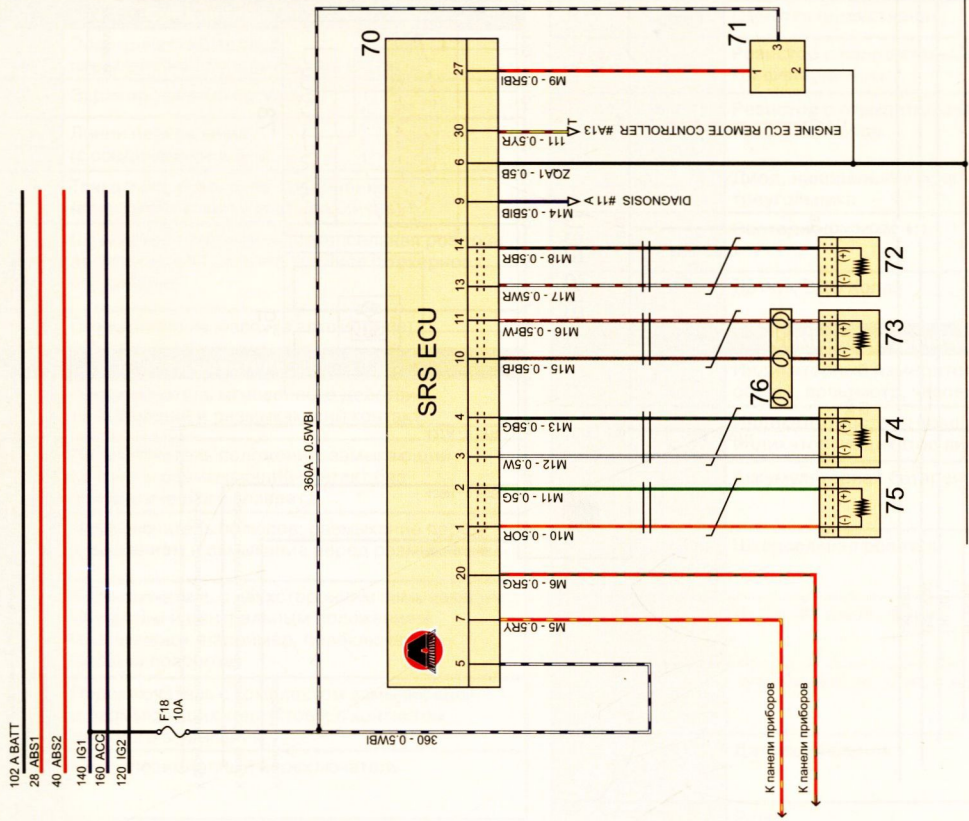 70
SRS ECU
27
30
6
9
14
13
11
10
4
3
2
1
20
7
5
M9 - 0.5RBl
111 - 0.5YR
ZQA1 - 0.5B
M14 - 0.5BlB
M18 - 0.5BR
M17 - 0.5WR
M16 - 0.5BrW
M15 - 0.5BrB
M13 - 0.5BG
M12 - 0.5W
M11 - 0.5G
M10 - 0.5OR
M6 - 0.5RG
M5 - 0.5RY
ENGINE ECU REMOTE CONTROLLER #A13
T
DIAGNOSIS #11 >
71
1
2
3
72
(+)
(-)
73
(+)
(-)
76
74
(+)
(-)
75
(+)
(-)
360A - 0.5WBl
360 - 0.5WBl
F18
10A
102 A BATT
28 ABS1
40 ABS2
140 IG1
160 ACC
120 IG2
К панели приборов
К панели приборов